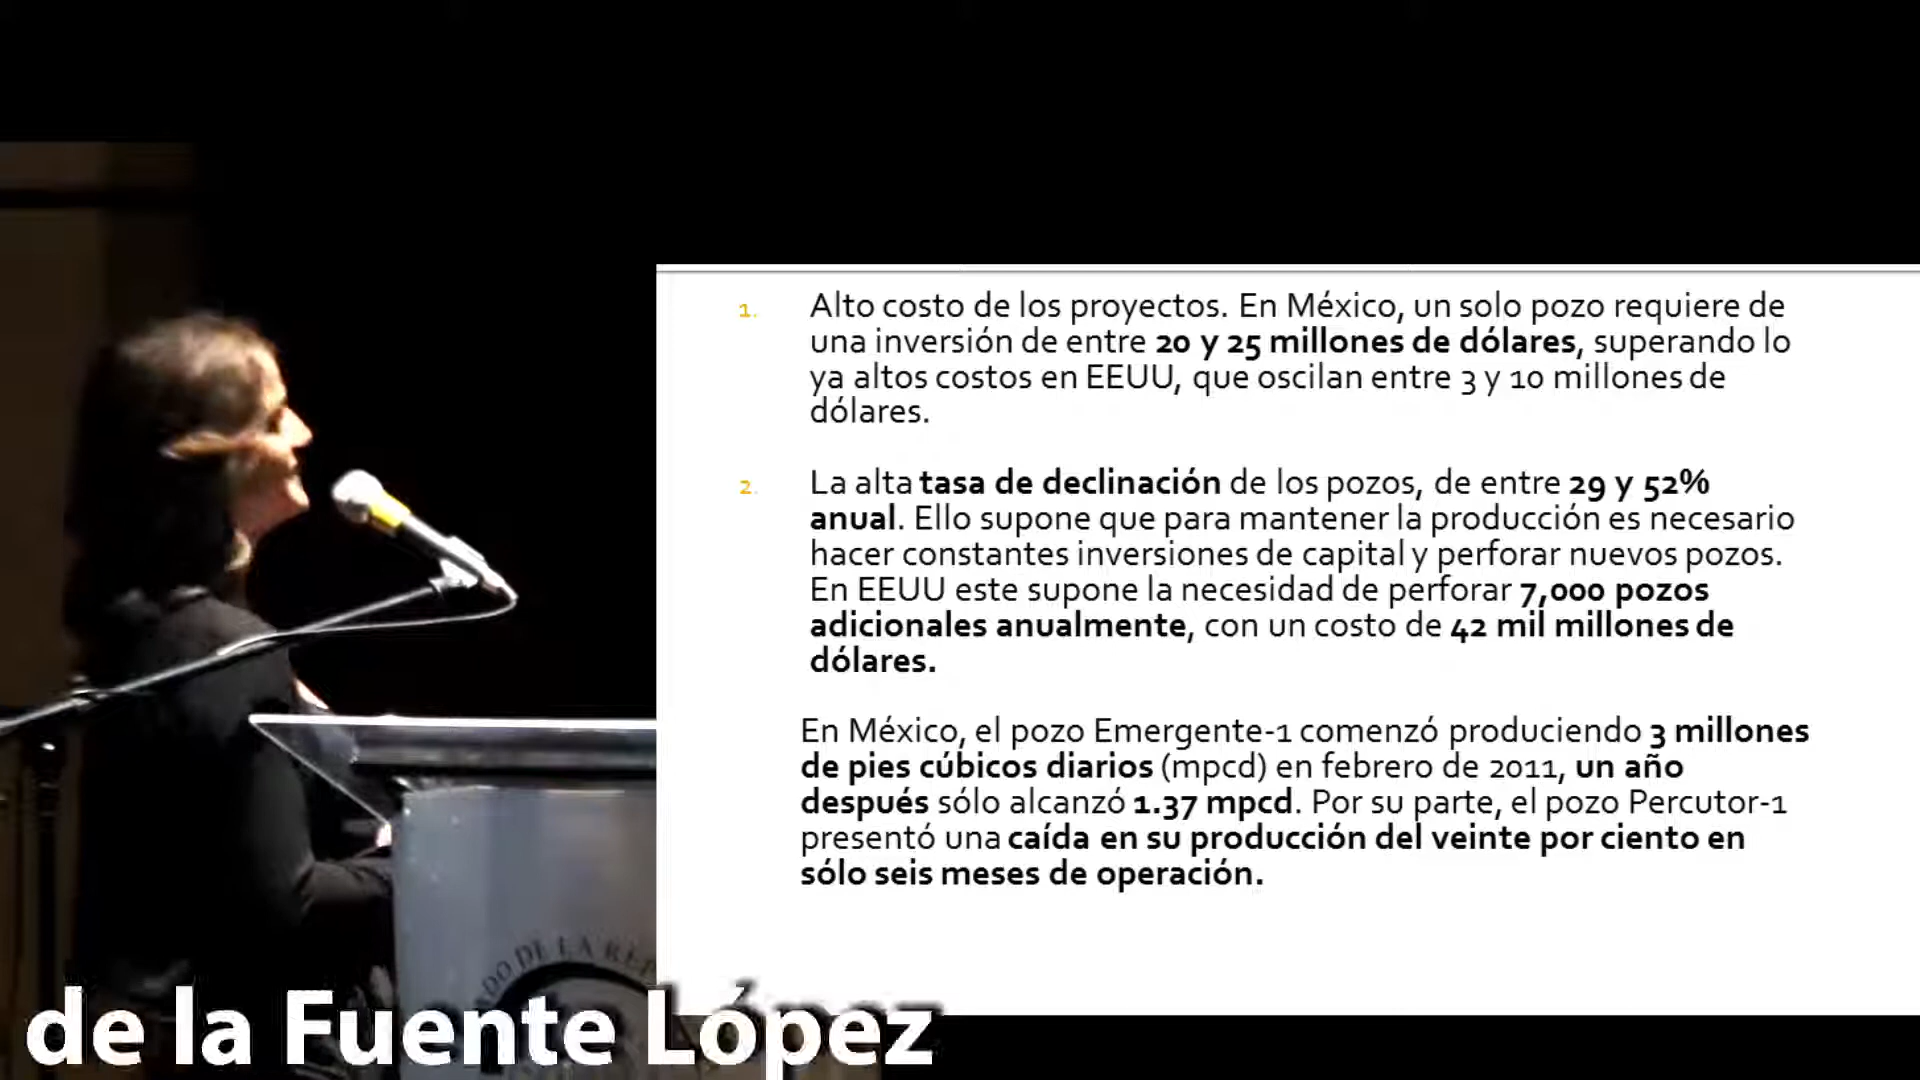 1. Alto costo de los proyectos. En México, un solo pozo requiere de
una inversión de entre 20 y 25 millones de dólares, superando lo
ya altos costos en EEUU, que oscilan entre 3 y 10 millones de
dólares.
2. La alta tasa de declinación de los pozos, de entre 29 y 52%
anual. Ello supone que para mantener la producción es necesario
hacer constantes inversiones de capital y perforar nuevos pozos.
En EEUU este supone la necesidad de perforar 7,000 pozos
adicionales anualmente, con un costo de 42 mil millones de
dólares.
En México, el pozo Emergente-1 comenzó produciendo 3 millones
de pies cúbicos diarios (mpcd) en febrero de 2011, un año
después sólo alcanzó 1.37 mpcd. Por su parte, el pozo Percutor-1
presentó una caída en su producción del veinte por ciento en
sólo seis meses de operación.
DE LA
de la Fuente López